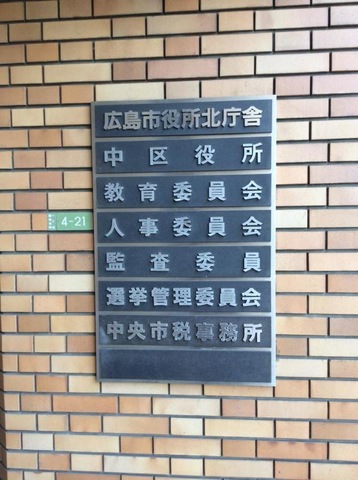 広島市役所北庁舎
中区役所
教育委員会
人事委員会
監査委員
選挙管理委員会
中央市税事務所
4-21